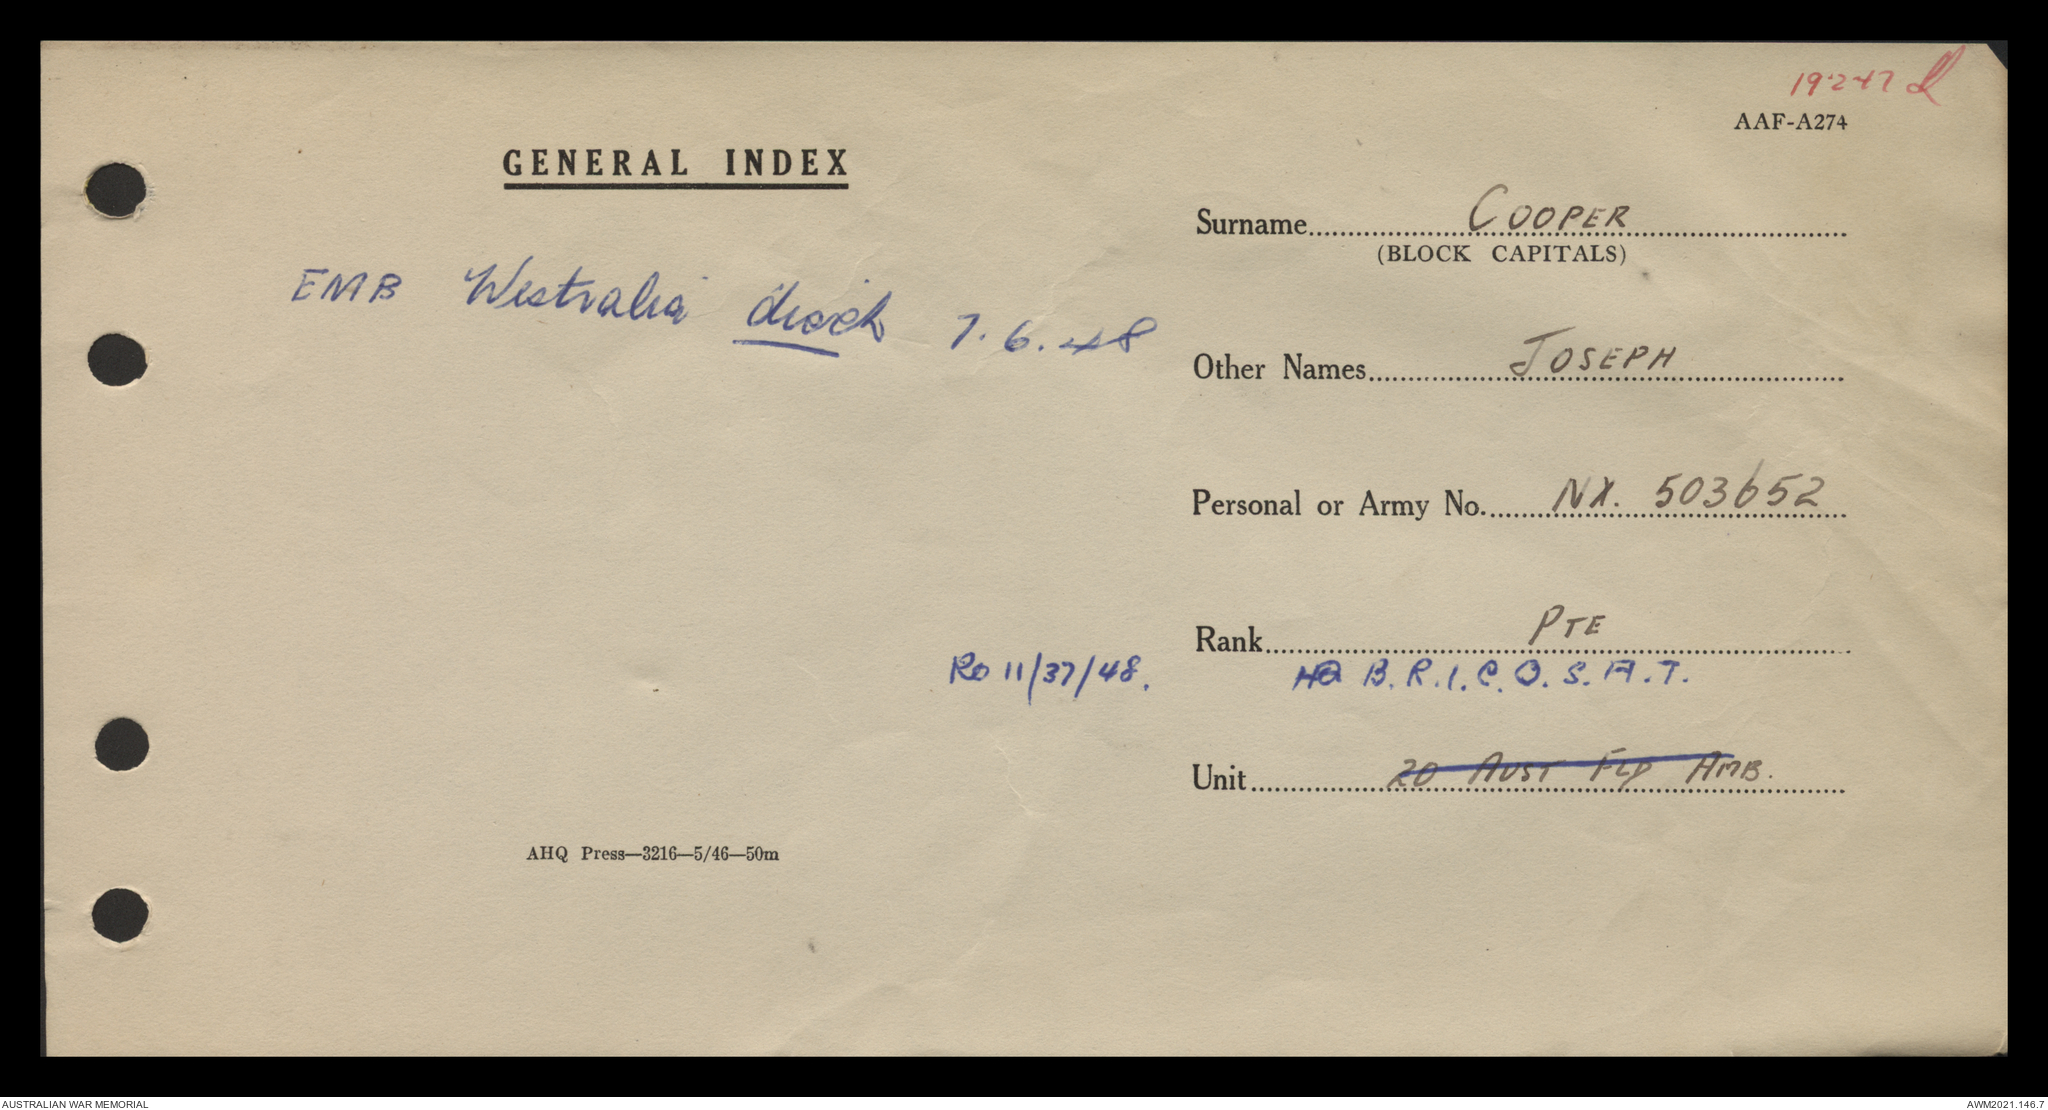 19.2.47
AAF-A274
GENERAL INDEX
Surname Cooper
(BLOCK CAPITALS)
EMB Westralia disch 7.6.48
Other Names Joseph
Personal or Army No. NX. 503652
Rank Pte
RO 11/37/48.
HQ B.R.I.C.O.S.A.T.
Unit 20 Aust Fld Amb.
AHQ Press—3216—5/46—50m
AUSTRALIAN WAR MEMORIAL
AWM2021.146.7